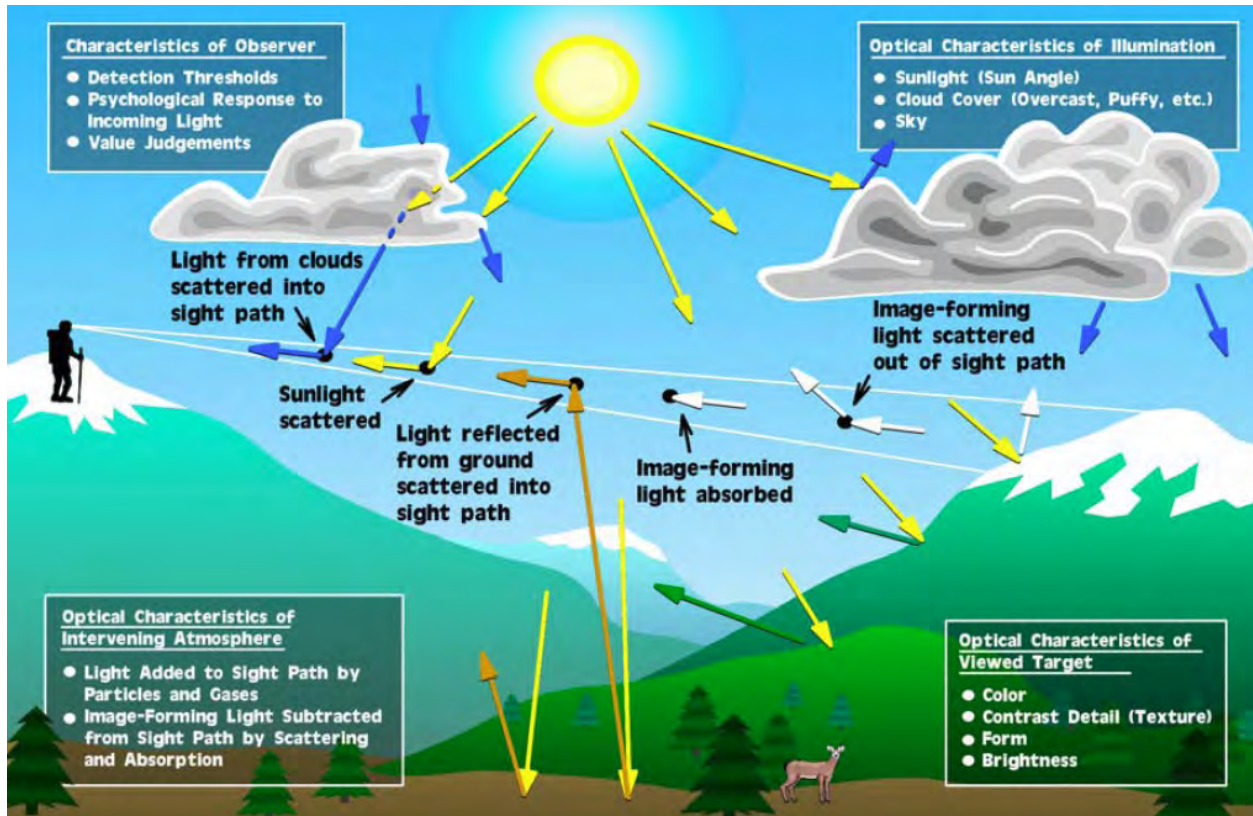 Characteristics of Observer
Detection Thresholds
Psychological Response to
Incoming Light
Value Judgements
Optical Characteristics of Illumination
Sunlight (Sun Angle)
Cloud Cover (Overcast, Puffy, etc.)
Sky
Light from clouds
scattered into
sight path
Image-forming
light scattered
out of sight path
Sunlight
scattered
Light reflected
from ground
scattered into
sight path
Image-forming
light absorbed
Optical Characteristics of
Intervening Atmosphere
Light Added to Sight Path by
Particles and Gases
Image-Forming Light Subtracted
from Sight Path by Scattering
and Absorption
Optical Characteristics of
Viewed Target
Color
Contrast Detail (Texture)
Form
Brightness